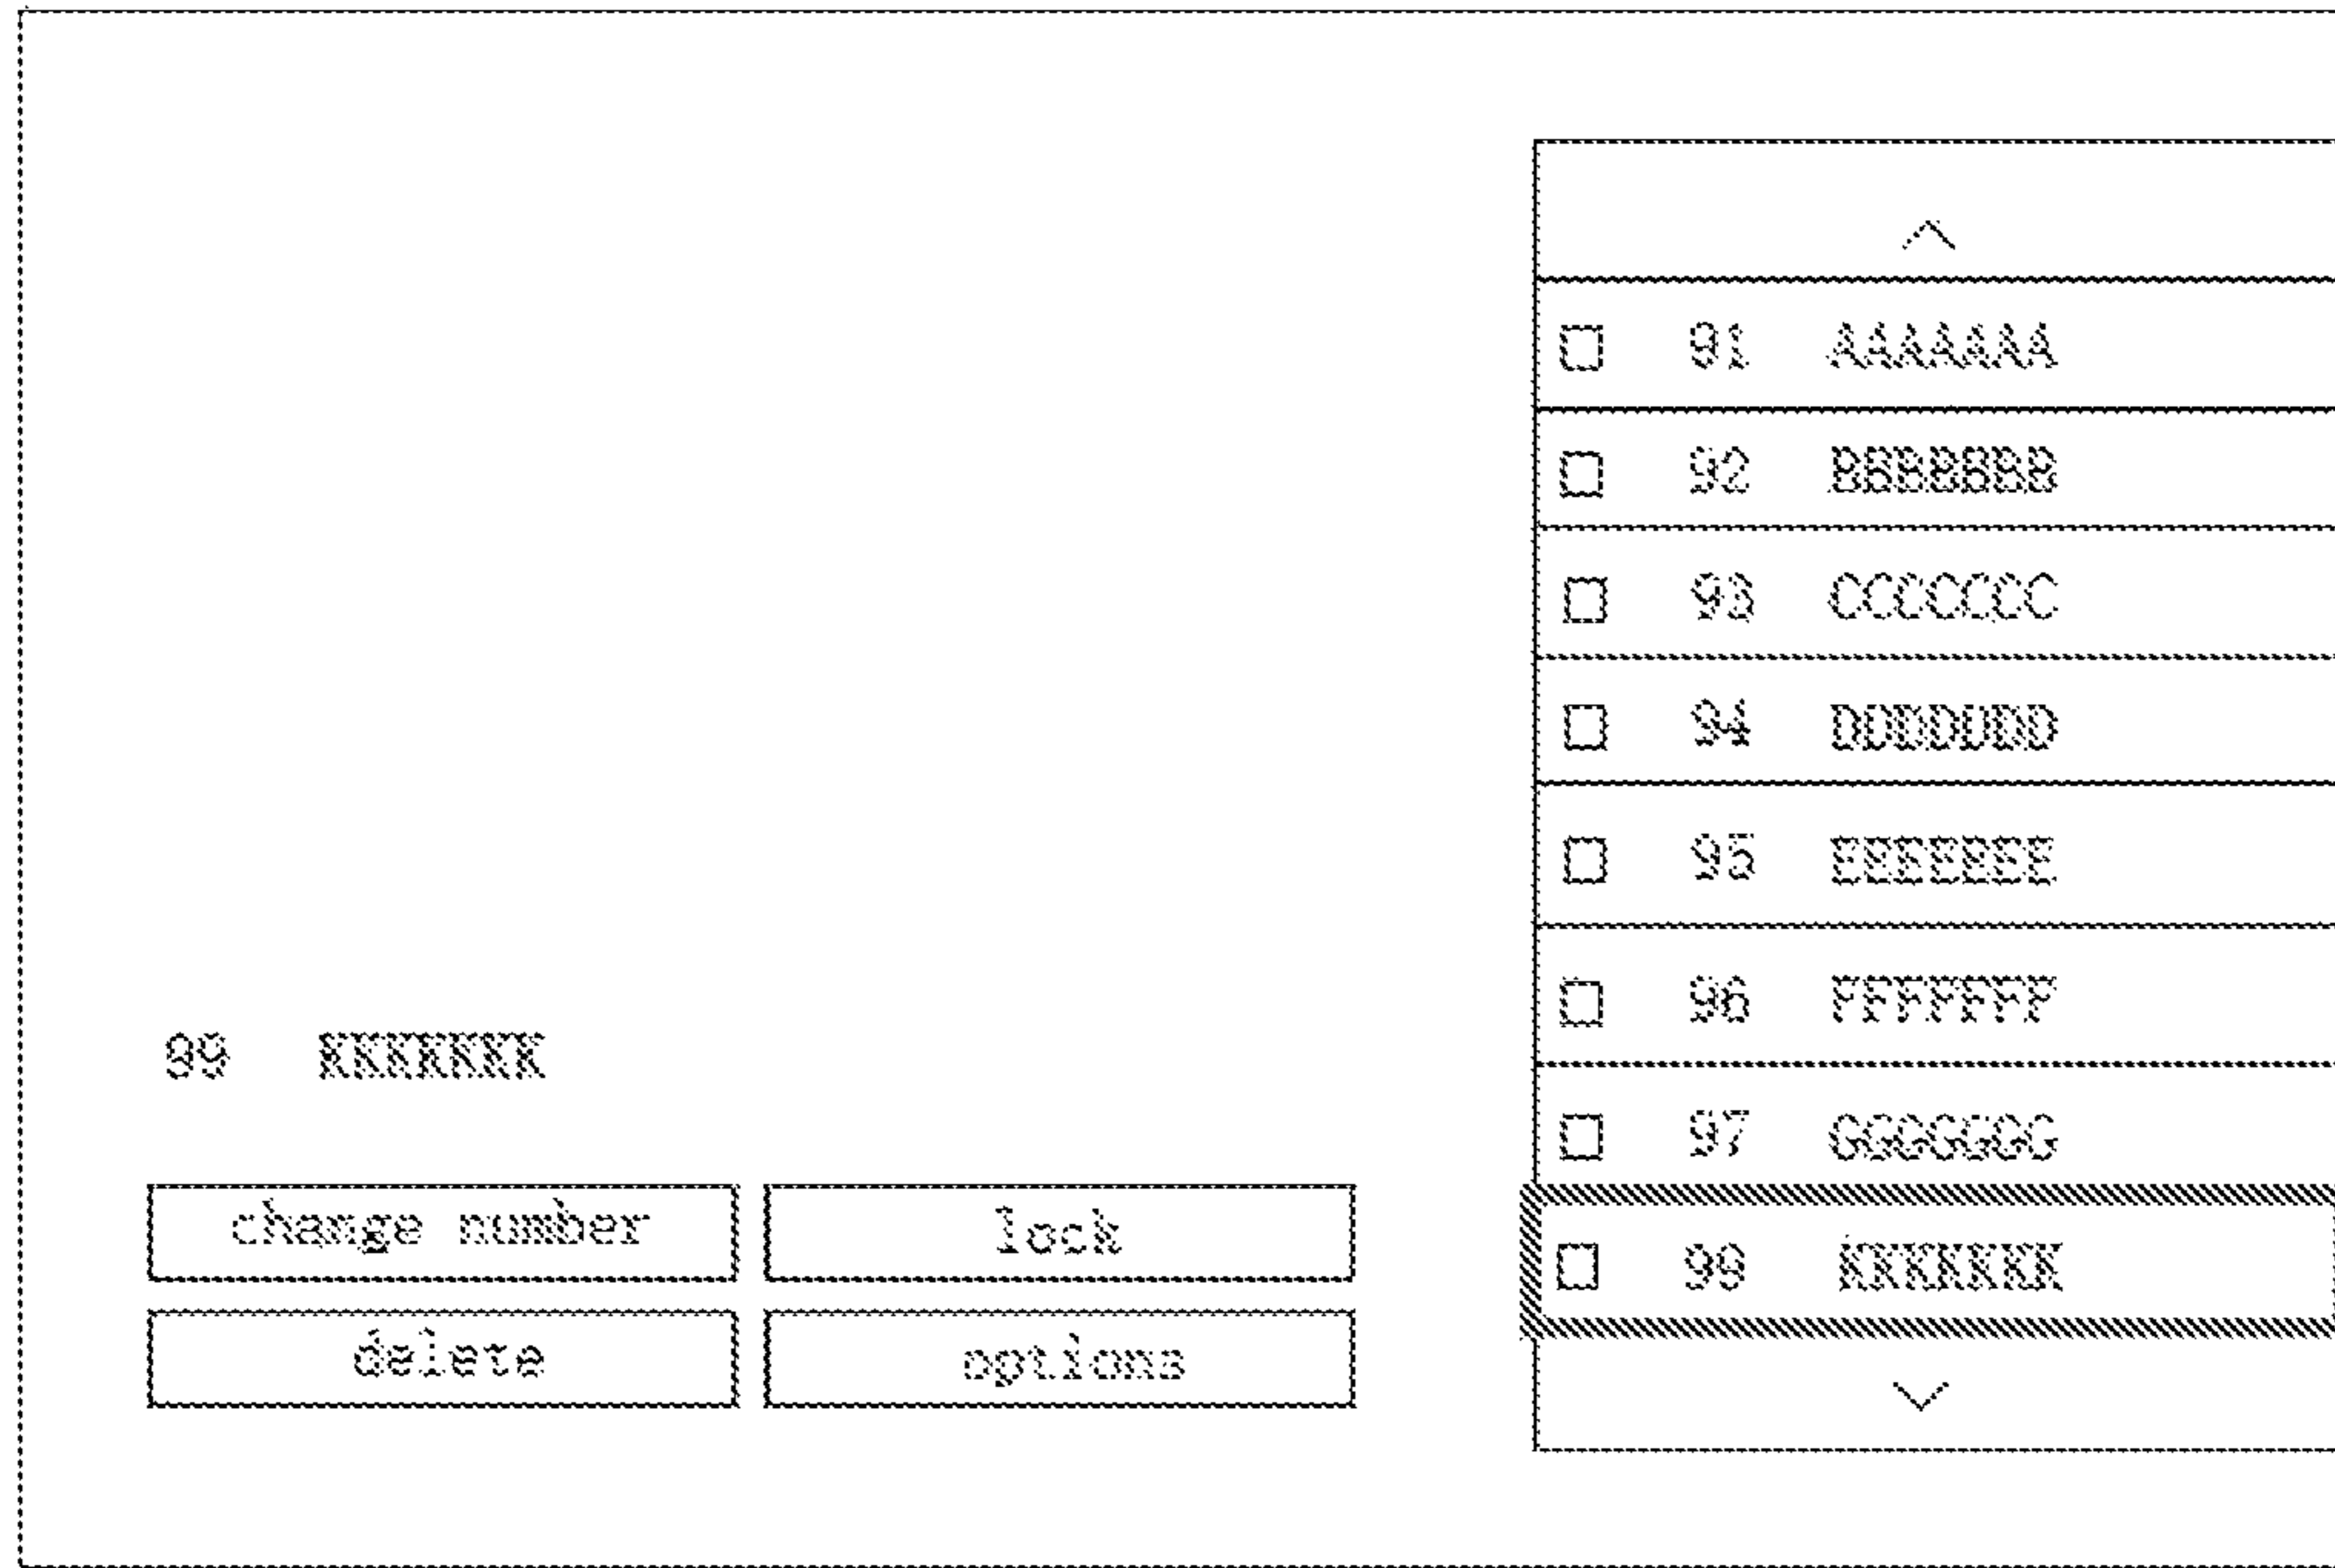 91 AAAAAAA
92 BBBBBBB
93 CCCCCCC
94 DDDDDDD
95 EEEEEEE
96 FFFFFFF
97 GGGGGGG
99 KKKKKKK
99 KKKKKKK
change number
lock
delete
options